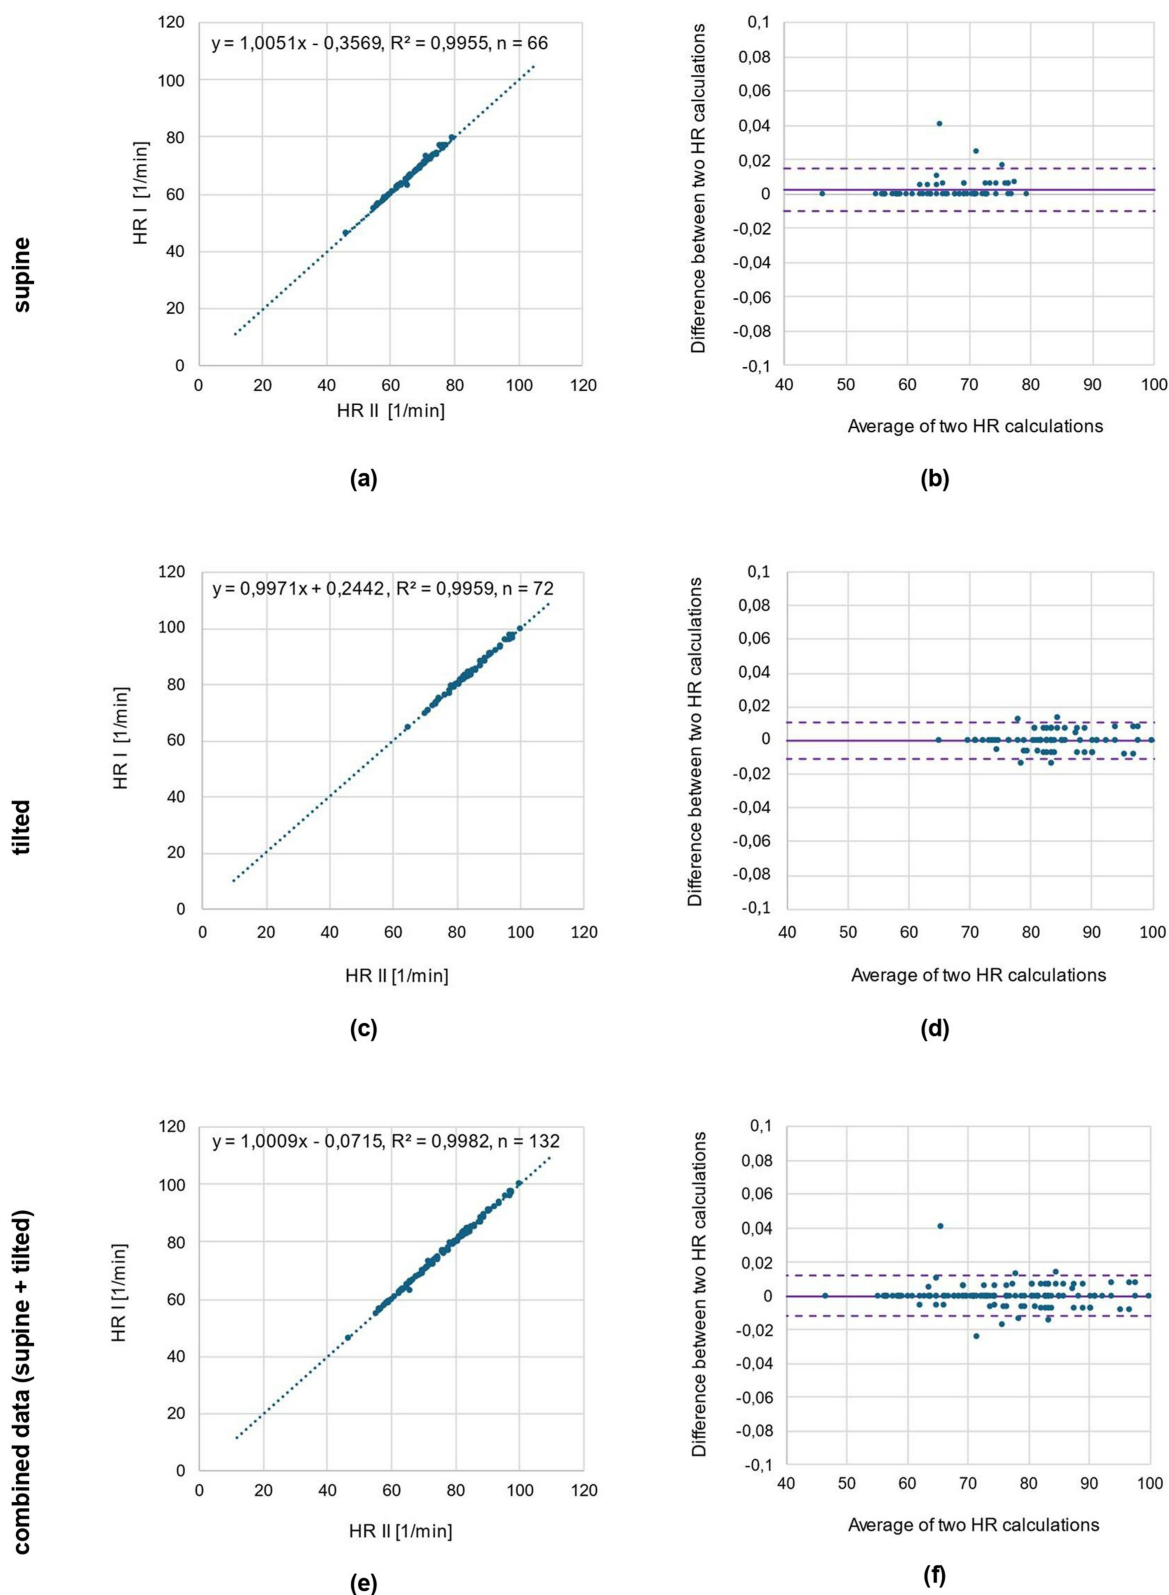 supine
y = 1,0051x - 0,3569, R² = 0,9955, n = 66
120
100
80
60
40
20
0
HR I [1/min]
0 20 40 60 80 100 120
HR II [1/min]
(a)
0,1
0,08
0,06
0,04
0,02
0
-0,02
-0,04
-0,06
-0,08
-0,1
Difference between two HR calculations
40 50 60 70 80 90 100
Average of two HR calculations
(b)
tilted
y = 0,9971x + 0,2442, R² = 0,9959, n = 72
120
100
80
60
40
20
0
HR I [1/min]
0 20 40 60 80 100 120
HR II [1/min]
(c)
0,1
0,08
0,06
0,04
0,02
0
-0,02
-0,04
-0,06
-0,08
-0,1
Difference between two HR calculations
40 50 60 70 80 90 100
Average of two HR calculations
(d)
combined data (supine + tilted)
y = 1,0009x - 0,0715, R² = 0,9982, n = 132
120
100
80
60
40
20
0
HR I [1/min]
0 20 40 60 80 100 120
HR II [1/min]
(e)
0,1
0,08
0,06
0,04
0,02
0
-0,02
-0,04
-0,06
-0,08
-0,1
Difference between two HR calculations
40 50 60 70 80 90 100
Average of two HR calculations
(f)